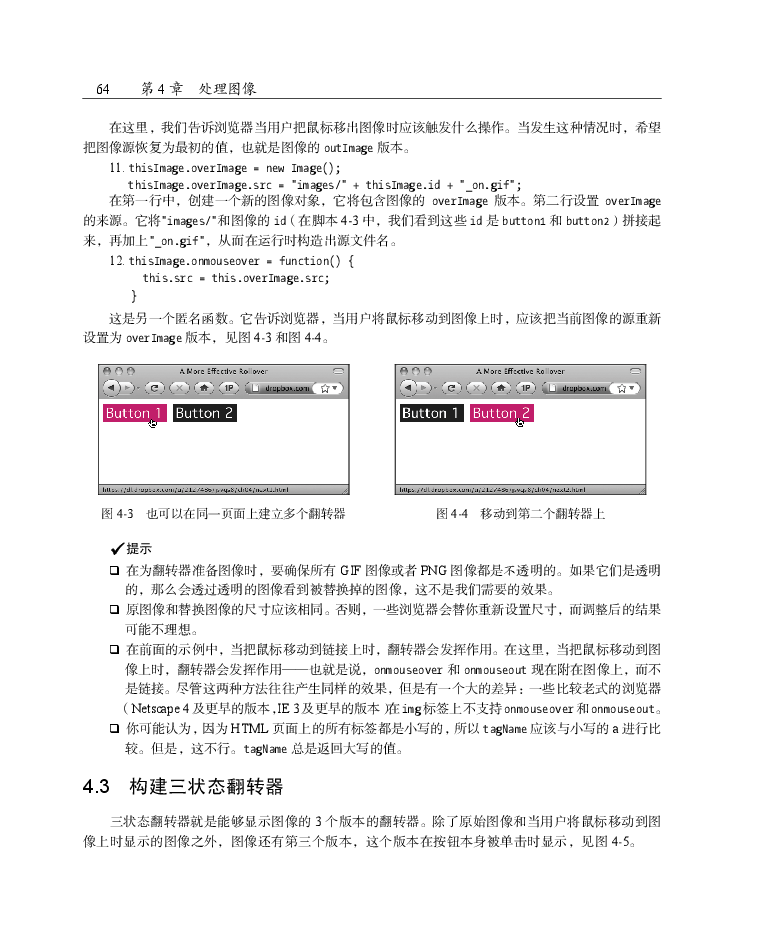 64 第 4 章 处理图像
在这里，我们告诉浏览器当用户把鼠标移出图像时应该触发什么操作。当发生这种情况时，希望
把图像源恢复为最初的值，也就是图像的 outImage 版本。
11. thisImage.overImage = new Image();
thisImage.overImage.src = "images/" + thisImage.id + "_on.gif";
在第一行中，创建一个新的图像对象，它将包含图像的 overImage 版本。第二行设置 overImage
的来源。它将"images/"和图像的 id（在脚本 4-3 中，我们看到这些 id 是 button1 和 button2）拼接起
来，再加上"_on.gif"，从而在运行时构造出源文件名。
12. thisImage.onmouseover = function() {
this.src = this.overImage.src;
}
这是另一个匿名函数。它告诉浏览器，当用户将鼠标移动到图像上时，应该把当前图像的源重新
设置为 overImage 版本，见图 4-3 和图 4-4。
A More Effective Rollover
1P dropbox.com
Button 1 Button 2
A More Effective Rollover
1P dropbox.com
Button 1 Button 2
图 4-3 也可以在同一页面上建立多个翻转器
图 4-4 移动到第二个翻转器上
✓提示
❑ 在为翻转器准备图像时，要确保所有 GIF 图像或者 PNG 图像都是不透明的。如果它们是透明
的，那么会透过透明的图像看到被替换掉的图像，这不是我们需要的效果。
❑ 原图像和替换图像的尺寸应该相同。否则，一些浏览器会替你重新设置尺寸，而调整后的结果
可能不理想。
❑ 在前面的示例中，当把鼠标移动到链接上时，翻转器会发挥作用。在这里，当把鼠标移动到图
像上时，翻转器会发挥作用——也就是说，onmouseover 和 onmouseout 现在附在图像上，而不
是链接。尽管这两种方法往往产生同样的效果，但是有一个大的差异：一些比较老式的浏览器
（Netscape 4 及更早的版本，IE 3 及更早的版本）在 img 标签上不支持 onmouseover 和 onmouseout。
❑ 你可能认为，因为 HTML 页面上的所有标签都是小写的，所以 tagName 应该与小写的 a 进行比
较。但是，这不行。tagName 总是返回大写的值。
4.3 构建三状态翻转器
三状态翻转器就是能够显示图像的 3 个版本的翻转器。除了原始图像和当用户将鼠标移动到图
像上时显示的图像之外，图像还有第三个版本，这个版本在按钮本身被单击时显示，见图 4-5。